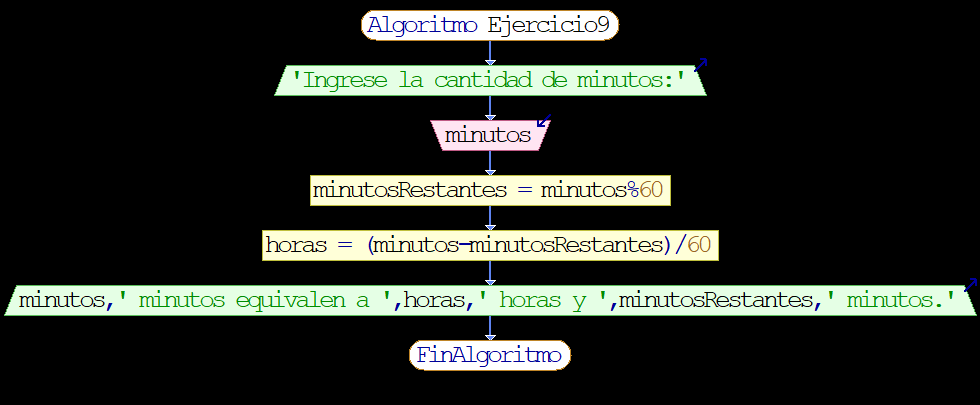 Algoritmo Ejercicio9
'Ingrese la cantidad de minutos:'
minutos
minutosRestantes = minutos%60
horas = (minutos-minutosRestantes)/60
minutos,' minutos equivalen a ',horas,' horas y ',minutosRestantes,' minutos.'
FinAlgoritmo